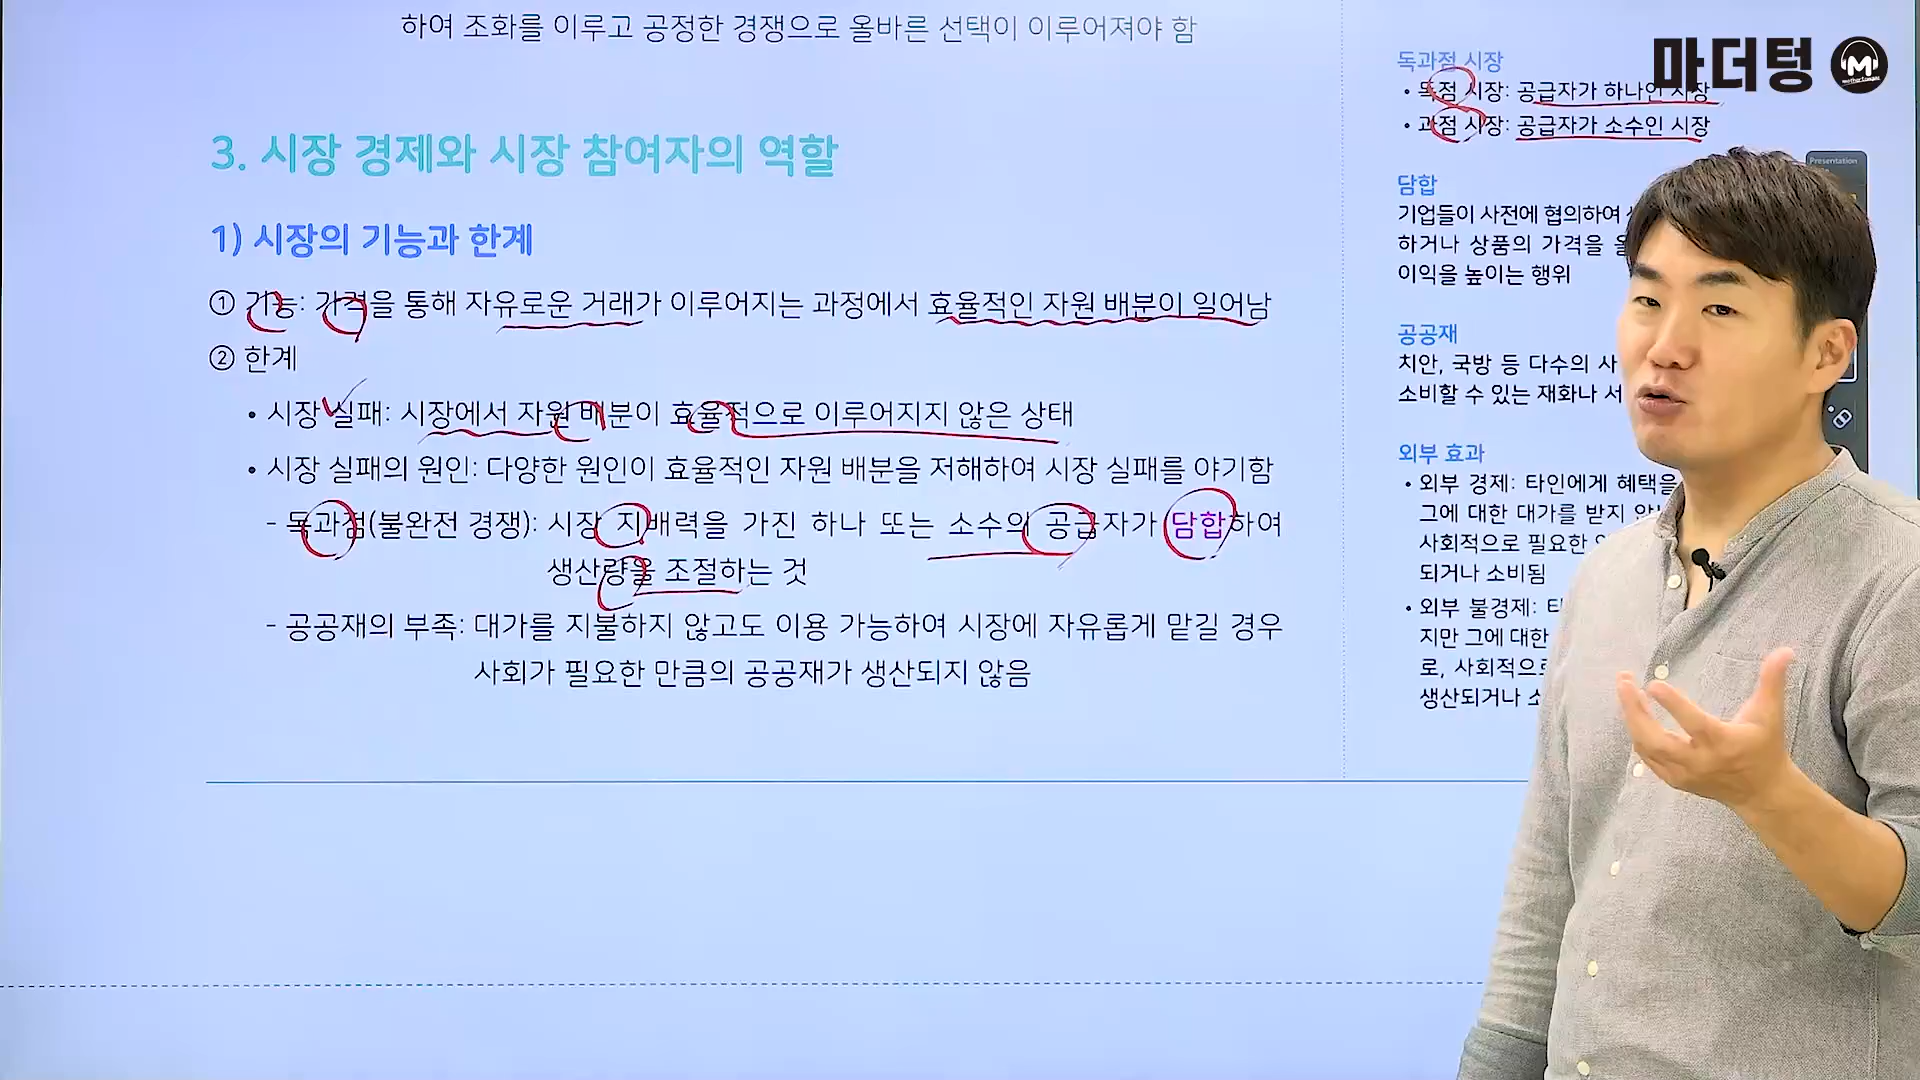 하여 조화를 이루고 공정한 경쟁으로 올바른 선택이 이루어져야 함
3. 시장 경제와 시장 참여자의 역할
1) 시장의 기능과 한계
① 기능: 가격을 통해 자유로운 거래가 이루어지는 과정에서 효율적인 자원 배분이 일어남
② 한계
• 시장 실패: 시장에서 자원 배분이 효율적으로 이루어지지 않은 상태
• 시장 실패의 원인: 다양한 원인이 효율적인 자원 배분을 저해하여 시장 실패를 야기함
- 독과점(불완전 경쟁): 시장 지배력을 가진 하나 또는 소수의 공급자가 담합하여
생산량을 조절하는 것
- 공공재의 부족: 대가를 지불하지 않고도 이용 가능하여 시장에 자유롭게 맡길 경우
사회가 필요한 만큼의 공공재가 생산되지 않음
마더텅
M
독과점 시장
• 독점 시장: 공급자가 하나인 시장
• 과점 시장: 공급자가 소수인 시장
Presentation
담합
기업들이 사전에 협의하여
하거나 상품의 가격을
이익을 높이는 행위
공공재
치안, 국방 등 다수의
소비할 수 있는 재화나
외부 효과
• 외부 경제: 타인에게 혜택을
그에 대한 대가를 받지
사회적으로 필요한
되거나 소비됨
• 외부 불경제:
지만 그에 대한
로, 사회적으로
생산되거나